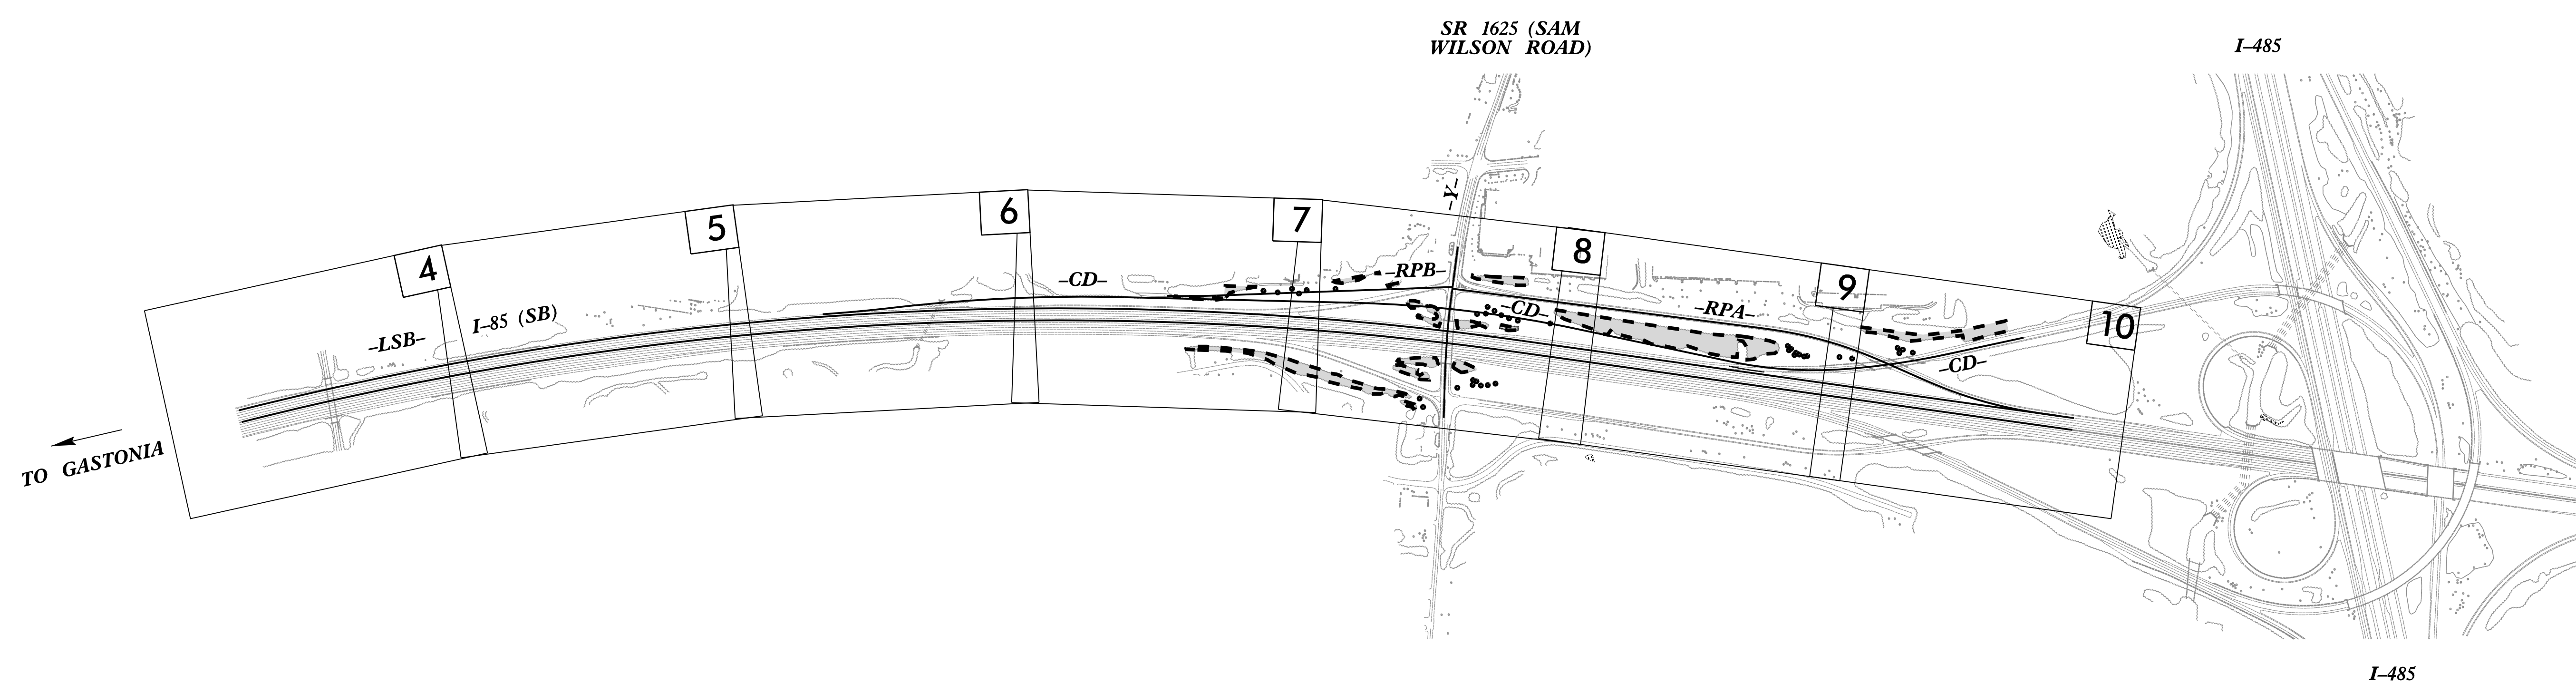 SR 1625 (SAM
WILSON ROAD)
I–485
–Y–
4
5
6
7
8
9
10
–LSB–
I–85 (SB)
–CD–
–RPB–
–CD–
–RPA–
–CD–
TO GASTONIA
I–485